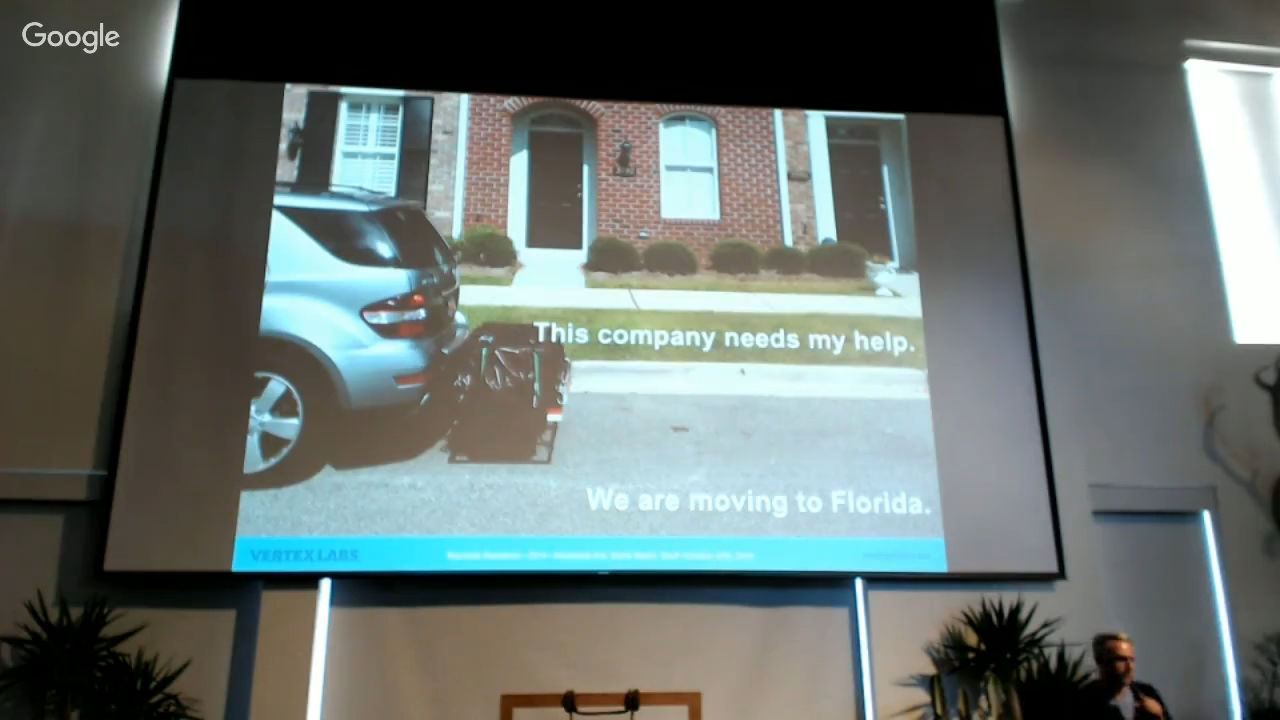 Google
This company needs my help.
We are moving to Florida.
VERTEX LABS